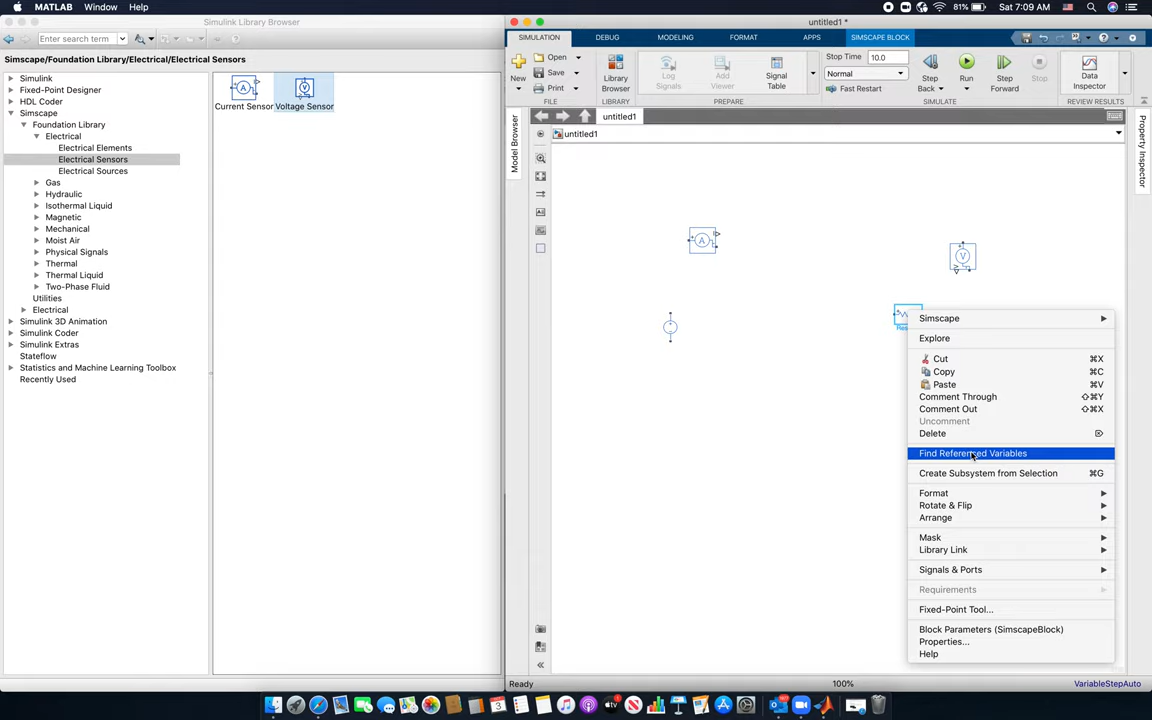 MATLAB Window Help
81% Sat 7:09 AM
Simulink Library Browser
Enter search term
Simscape/Foundation Library/Electrical/Electrical Sensors
Simulink
Fixed-Point Designer
HDL Coder
Simscape
Foundation Library
Electrical
Electrical Elements
Electrical Sensors
Electrical Sources
Gas
Hydraulic
Isothermal Liquid
Magnetic
Mechanical
Moist Air
Physical Signals
Thermal
Thermal Liquid
Two-Phase Fluid
Utilities
Electrical
Simulink 3D Animation
Simulink Coder
Simulink Extras
Stateflow
Statistics and Machine Learning Toolbox
Recently Used
A V
Current Sensor Voltage Sensor
untitled1 *
SIMULATION DEBUG MODELING FORMAT APPS SIMSCAPE BLOCK
New
Open
Save
Print
FILE
Library Browser
LIBRARY
Log Signals
Add Viewer
Signal Table
PREPARE
Stop Time 10.0
Normal
Fast Restart
Step Back
Run
Step Forward
Stop
SIMULATE
Data Inspector
REVIEW RESULTS
untitled1
untitled1
Model Browser
Property Inspector
A
V
Simscape
Explore
Cut ⌘X
Copy ⌘C
Paste ⌘V
Comment Through ⇧⌘Y
Comment Out ⇧⌘X
Uncomment
Delete
Find Referenced Variables
Create Subsystem from Selection ⌘G
Format
Rotate & Flip
Arrange
Mask
Library Link
Signals & Ports
Requirements
Fixed-Point Tool...
Block Parameters (SimscapeBlock)
Properties...
Help
Ready 100% VariableStepAuto